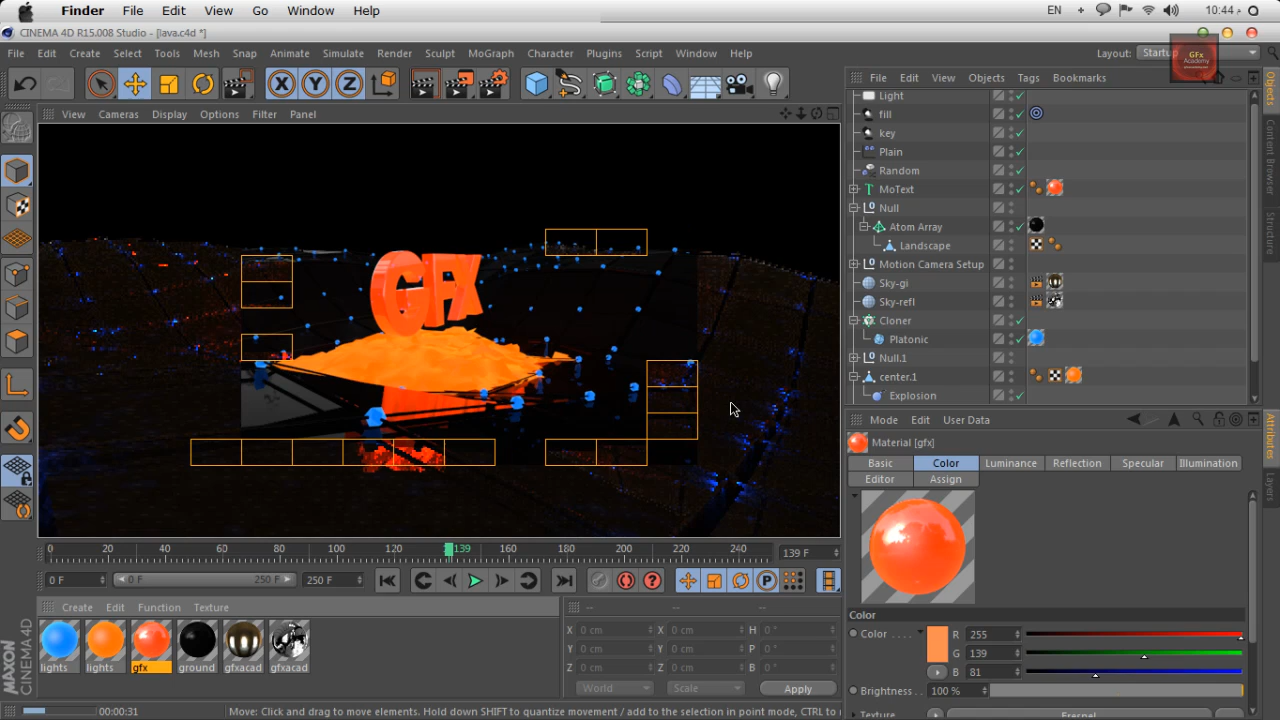 Finder File Edit View Go Window Help EN 10:44 م
CINEMA 4D R15.008 Studio - [lava.c4d *]
File Edit Create Select Tools Mesh Snap Animate Simulate Render Sculpt MoGraph Character Plugins Script Window Help Layout: Startup
GFx
Academy
X Y Z
File Edit View Objects Tags Bookmarks
View Cameras Display Options Filter Panel
Light
fill
key
Plain
Random
MoText
Null
Atom Array
Landscape
Motion Camera Setup
Sky-gi
Sky-refl
Cloner
Platonic
Null.1
center.1
Explosion
Objects
Content Browser
Structure
GFX
Mode Edit User Data
Material [gfx]
Basic Color Luminance Reflection Specular Illumination
Editor Assign
Attributes
Layers
0 20 40 60 80 100 120 139 160 180 200 220 240 139 F
0 F 0 F 250 F 250 F
Create Edit Function Texture
lights lights gfx ground gfxacad gfxacad
-- -- --
X 0 cm X 0 cm H 0 °
Y 0 cm Y 0 cm P 0 °
Z 0 cm Z 0 cm B 0 °
World Scale Apply
Color
Color R 255
G 139
B 81
Brightness 100 %
Texture Fresnel
MAXON
CINEMA 4D
00:00:31 Move: Click and drag to move elements. Hold down SHIFT to quantize movement / add to the selection in point mode, CTRL to r